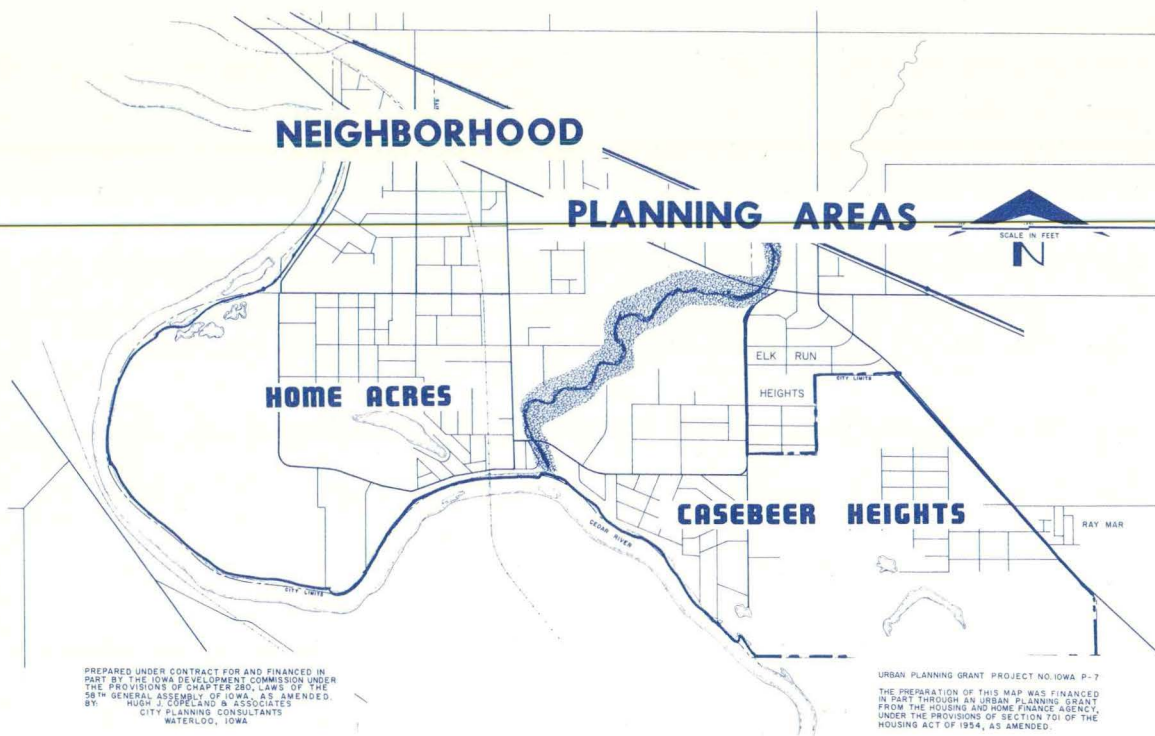 NEIGHBORHOOD
PLANNING AREAS
SCALE IN FEET
N
ELK RUN
HEIGHTS
CITY LIMITS
HOME ACRES
CASEBEER HEIGHTS
RAY MAR
CEDAR RIVER
CITY LIMITS
PREPARED UNDER CONTRACT FOR AND FINANCED IN
PART BY THE IOWA DEVELOPMENT COMMISSION UNDER
THE PROVISIONS OF CHAPTER 280, LAWS OF THE
58TH GENERAL ASSEMBLY OF IOWA, AS AMENDED.
BY: HUGH J. COPELAND & ASSOCIATES
CITY PLANNING CONSULTANTS
WATERLOO, IOWA
URBAN PLANNING GRANT PROJECT NO. IOWA P-7
THE PREPARATION OF THIS MAP WAS FINANCED
IN PART THROUGH AN URBAN PLANNING GRANT
FROM THE HOUSING AND HOME FINANCE AGENCY,
UNDER THE PROVISIONS OF SECTION 701 OF THE
HOUSING ACT OF 1954, AS AMENDED.